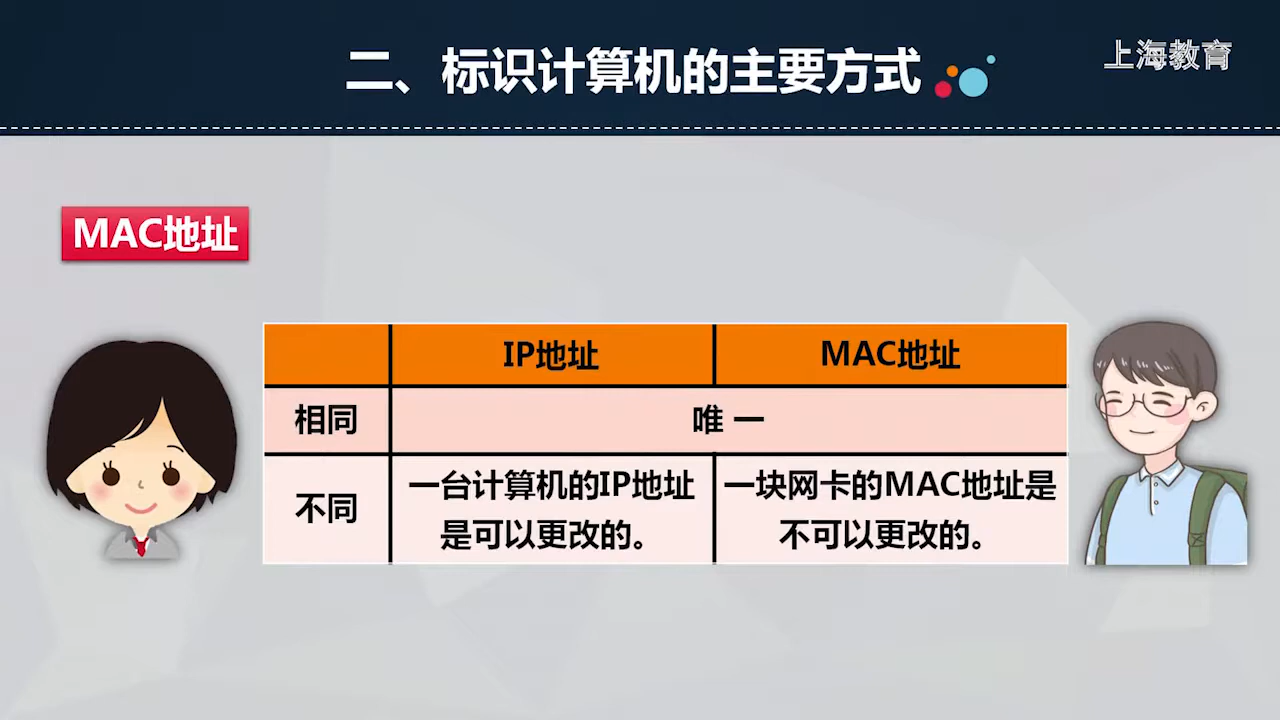 二、标识计算机的主要方式
上海教育
MAC地址
IP地址
MAC地址
相同
唯 一
不同
一台计算机的IP地址
是可以更改的。
一块网卡的MAC地址是
不可以更改的。